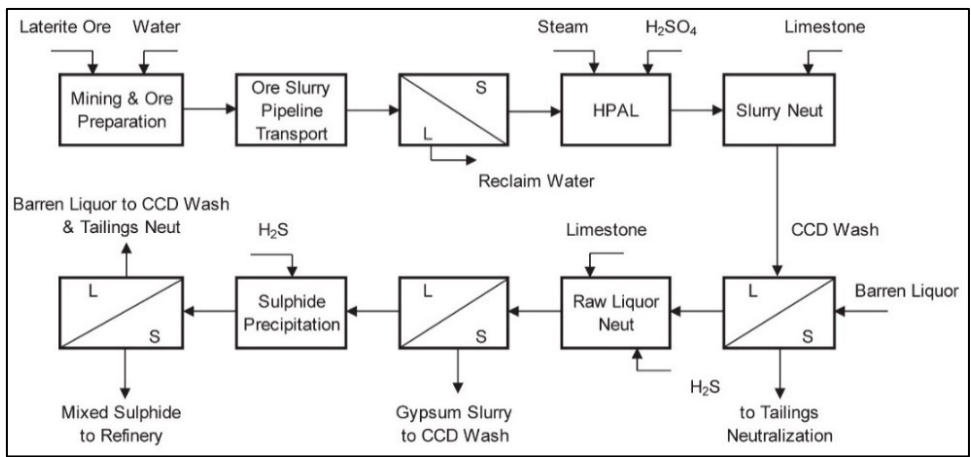 Laterite Ore
Water
Steam
H₂SO₄
Limestone
Mining & Ore
Preparation
Ore Slurry
Pipeline
Transport
S
L
HPAL
Slurry Neut
Reclaim Water
Barren Liquor to CCD Wash
& Tailings Neut
H₂S
Limestone
CCD Wash
L
S
Sulphide
Precipitation
L
S
Raw Liquor
Neut
L
S
Barren Liquor
H₂S
Mixed Sulphide
to Refinery
Gypsum Slurry
to CCD Wash
to Tailings
Neutralization